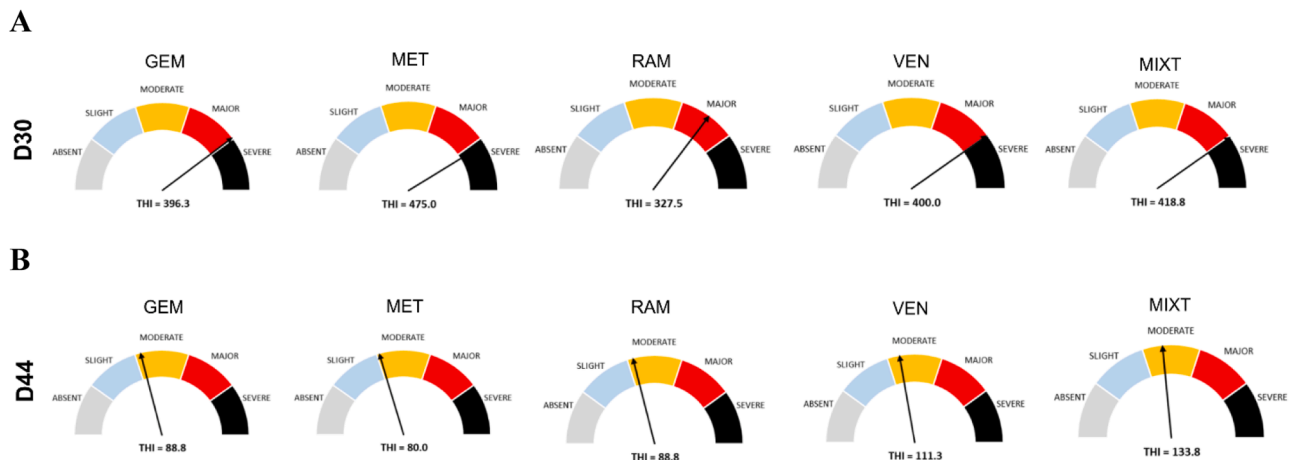 A
GEM MET RAM VEN MIXT
D30
ABSENT SLIGHT MODERATE MAJOR SEVERE
THI = 396.3
ABSENT SLIGHT MODERATE MAJOR SEVERE
THI = 475.0
ABSENT SLIGHT MODERATE MAJOR SEVERE
THI = 327.5
ABSENT SLIGHT MODERATE MAJOR SEVERE
THI = 400.0
ABSENT SLIGHT MODERATE MAJOR SEVERE
THI = 418.8
B
GEM MET RAM VEN MIXT
D44
ABSENT SLIGHT MODERATE MAJOR SEVERE
THI = 88.8
ABSENT SLIGHT MODERATE MAJOR SEVERE
THI = 80.0
ABSENT SLIGHT MODERATE MAJOR SEVERE
THI = 88.8
ABSENT SLIGHT MODERATE MAJOR SEVERE
THI = 111.3
ABSENT SLIGHT MODERATE MAJOR SEVERE
THI = 133.8